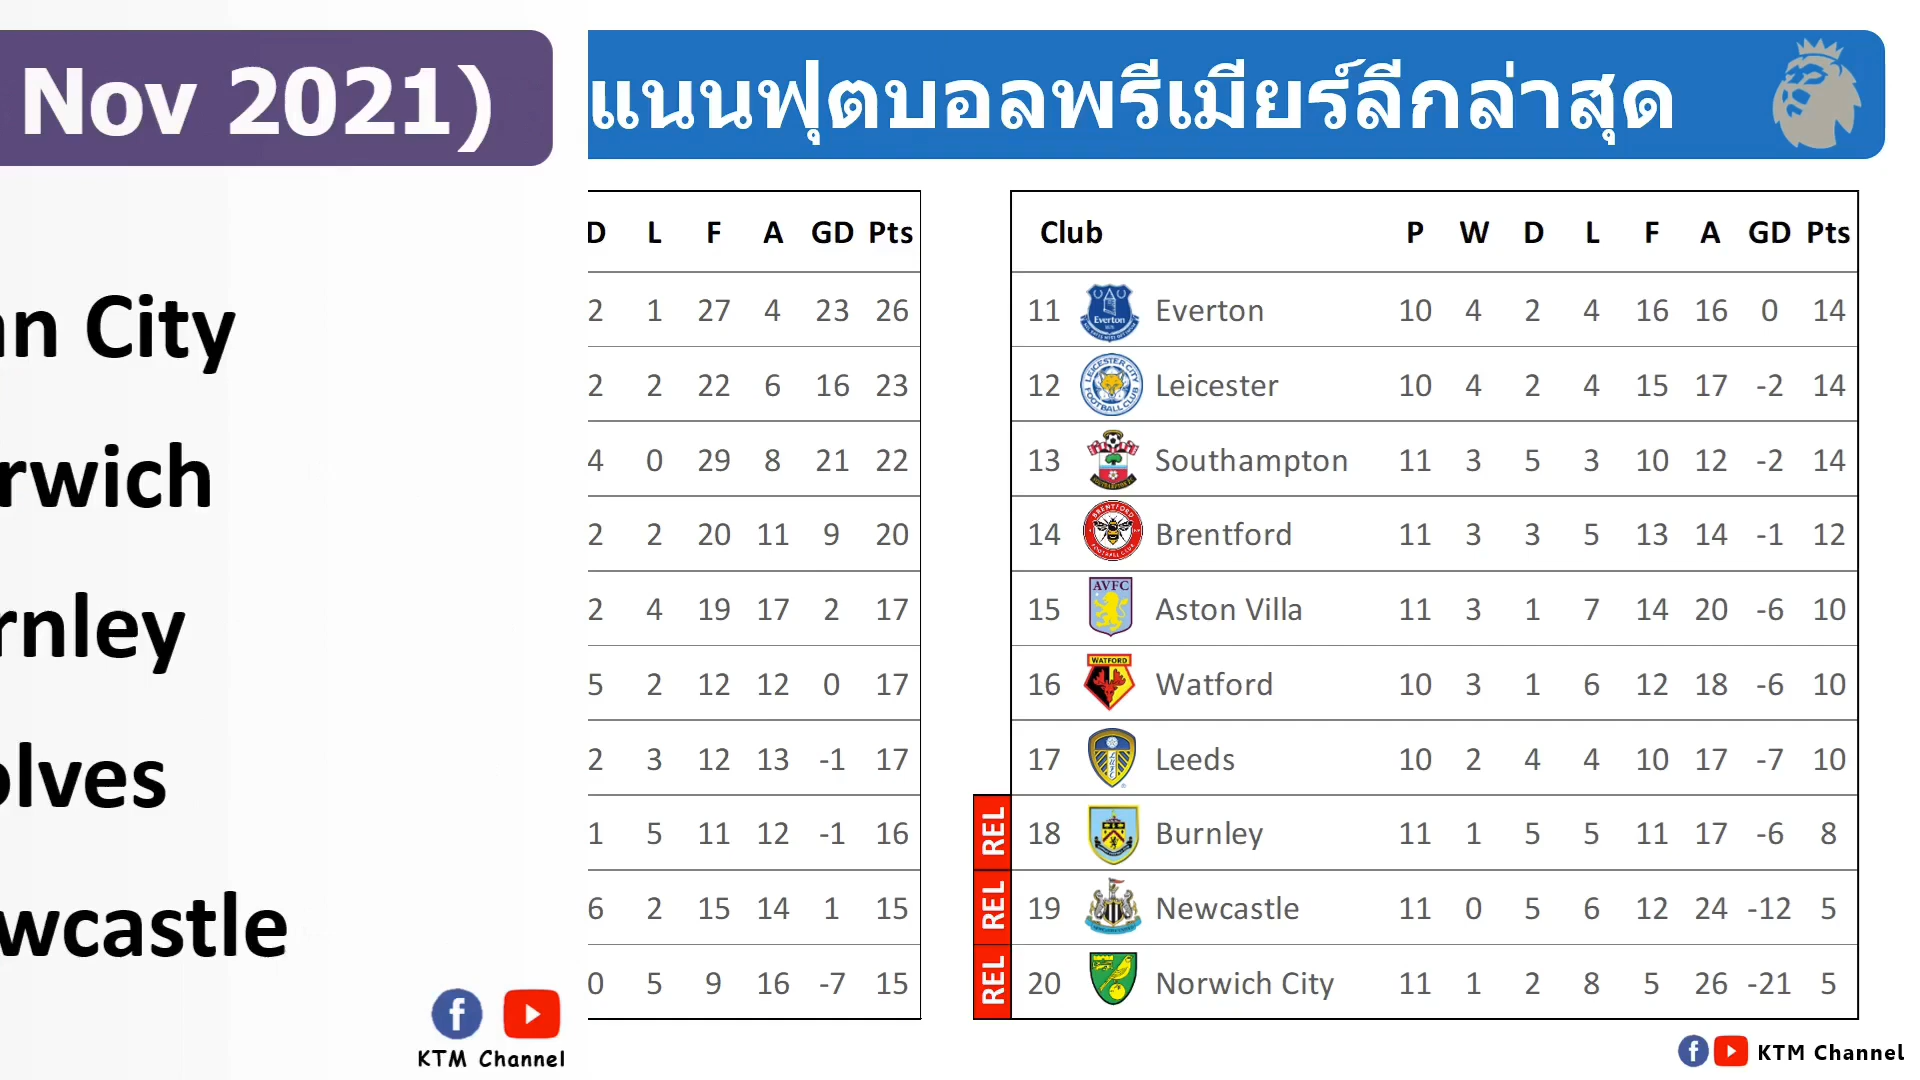 Nov 2021)
City
KTM Channel
แนนฟุตบอลพรีเมียร์ลีกล่าสุด
D L F A GD Pts
2 1 27 4 23 26
2 2 22 6 16 23
4 0 29 8 21 22
2 2 20 11 9 20
2 4 19 17 2 17
5 2 12 12 0 17
2 3 12 13 -1 17
1 5 11 12 -1 16
6 2 15 14 1 15
0 5 9 16 -7 15
Club P W D L F A GD Pts
11 Everton 10 4 2 4 16 16 0 14
12 Leicester 10 4 2 4 15 17 -2 14
13 Southampton 11 3 5 3 10 12 -2 14
14 Brentford 11 3 3 5 13 14 -1 12
15 Aston Villa 11 3 1 7 14 20 -6 10
16 Watford 10 3 1 6 12 18 -6 10
17 Leeds 10 2 4 4 10 17 -7 10
REL 18 Burnley 11 1 5 5 11 17 -6 8
REL 19 Newcastle 11 0 5 6 12 24 -12 5
REL 20 Norwich City 11 1 2 8 5 26 -21 5
KTM Channel